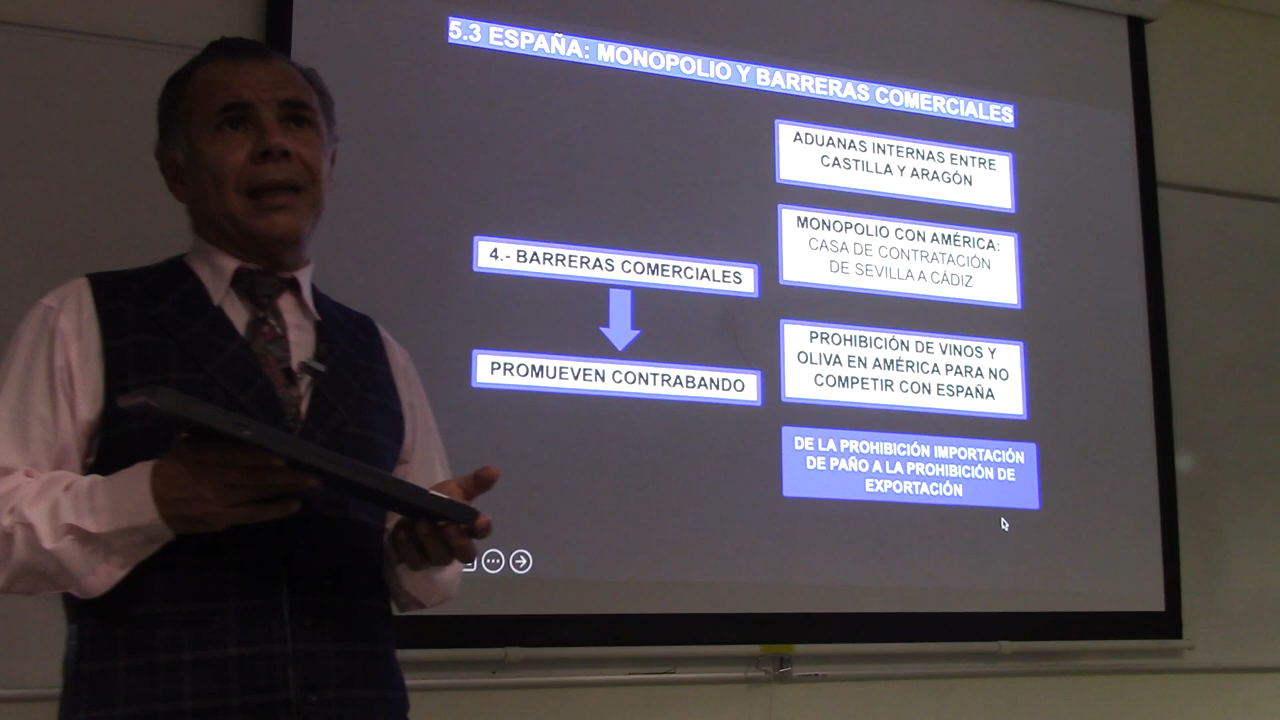 5.3 ESPAÑA: MONOPOLIO Y BARRERAS COMERCIALES
4.- BARRERAS COMERCIALES
PROMUEVEN CONTRABANDO
ADUANAS INTERNAS ENTRE
CASTILLA Y ARAGÓN
MONOPOLIO CON AMÉRICA:
CASA DE CONTRATACIÓN
DE SEVILLA A CÁDIZ
PROHIBICIÓN DE VINOS Y
OLIVA EN AMÉRICA PARA NO
COMPETIR CON ESPAÑA
DE LA PROHIBICIÓN IMPORTACIÓN
DE PAÑO A LA PROHIBICIÓN DE
EXPORTACIÓN